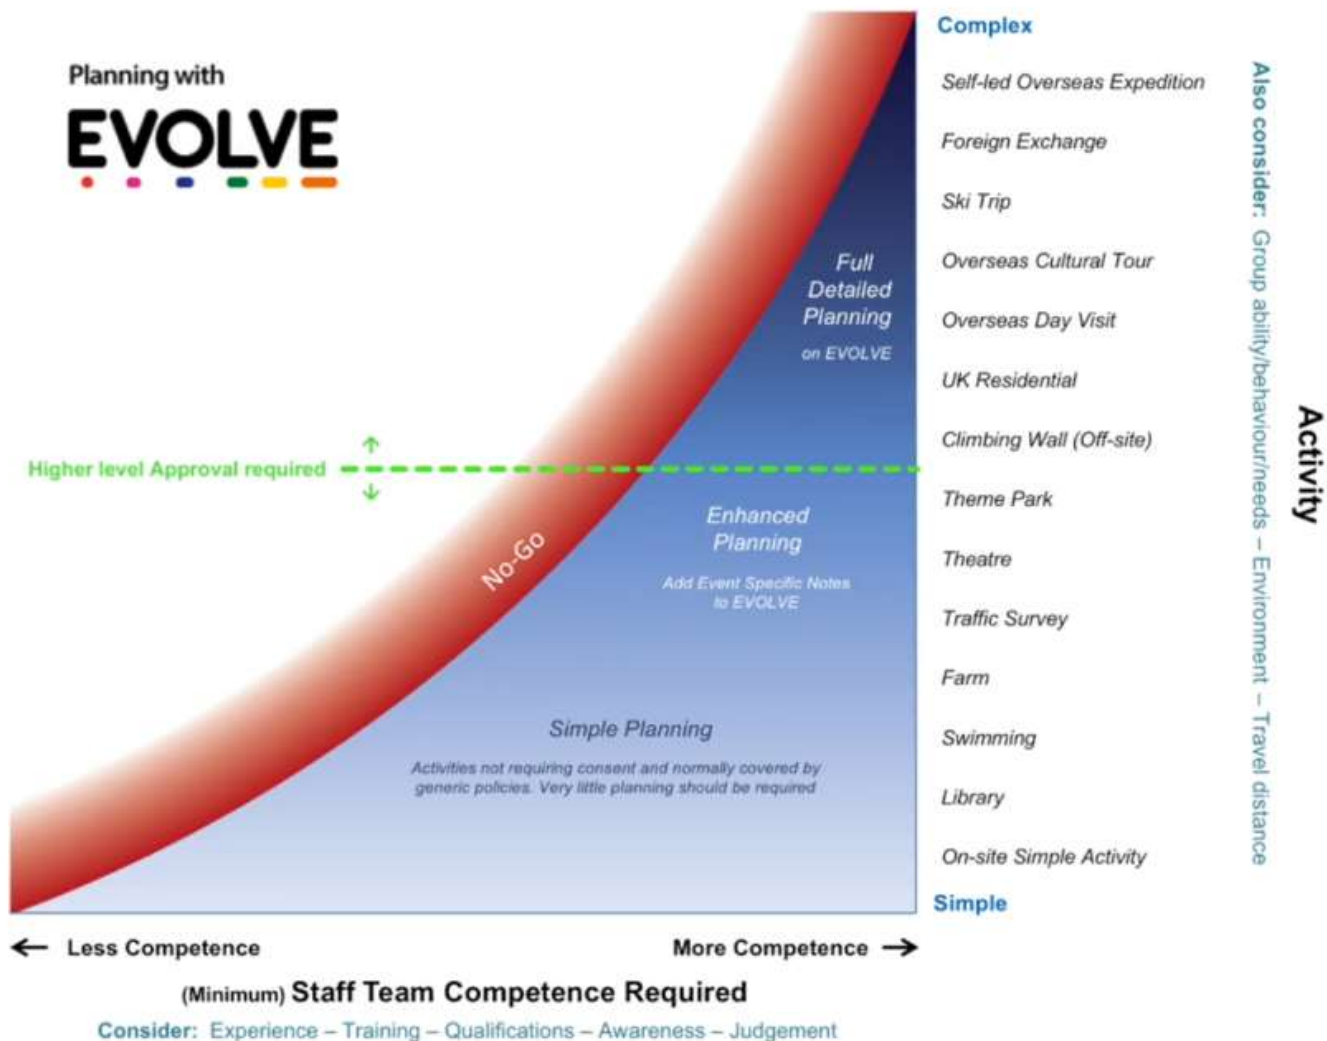 Planning with
EVOLVE
Complex
Self-led Overseas Expedition
Foreign Exchange
Ski Trip
Overseas Cultural Tour
Overseas Day Visit
UK Residential
Climbing Wall (Off-site)
Theme Park
Theatre
Traffic Survey
Farm
Swimming
Library
On-site Simple Activity
Simple
Also consider: Group ability/behaviour/needs – Environment – Travel distance
Activity
Full
Detailed
Planning
on EVOLVE
Higher level Approval required
No-Go
Enhanced
Planning
Add Event Specific Notes
to EVOLVE
Simple Planning
Activities not requiring consent and normally covered by
generic policies. Very little planning should be required
← Less Competence
More Competence →
(Minimum) Staff Team Competence Required
Consider: Experience – Training – Qualifications – Awareness – Judgement